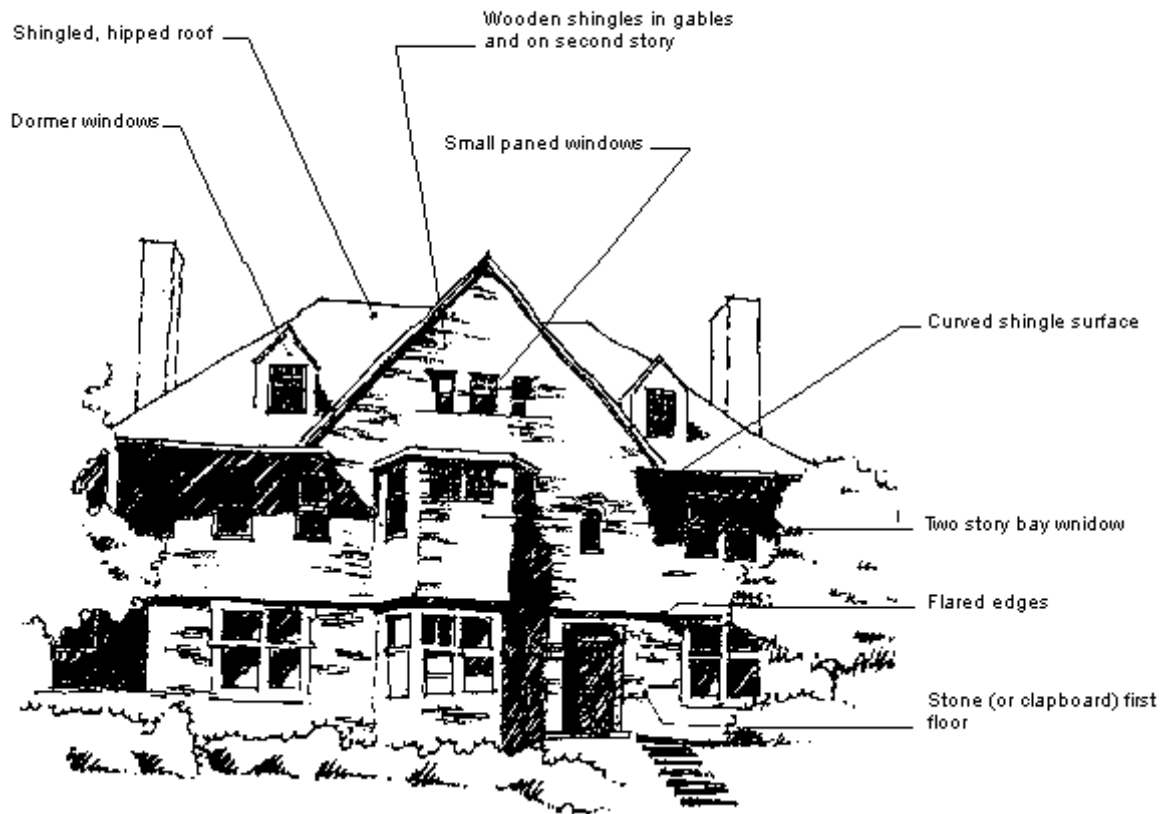 Shingled, hipped roof
Wooden shingles in gables
and on second story
Dormer windows
Small paned windows
Curved shingle surface
Two story bay wnidow
Flared edges
Stone (or clapboard) first
floor